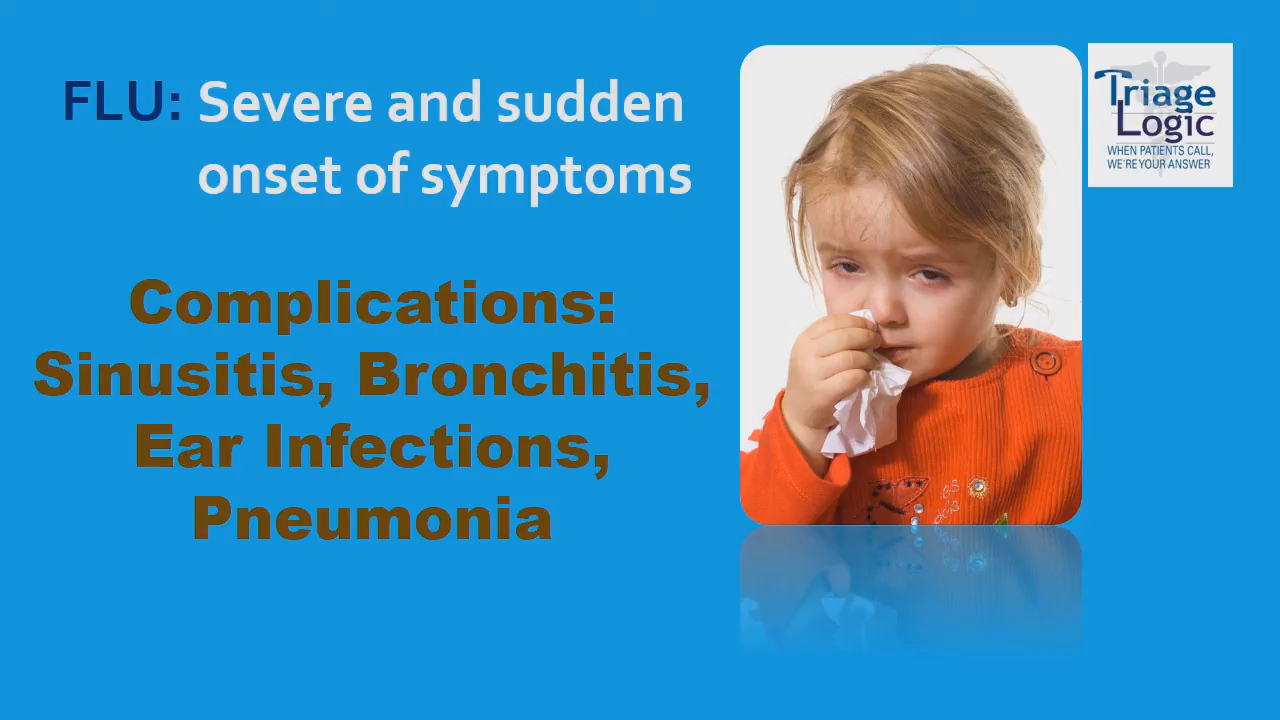 FLU: Severe and sudden
onset of symptoms
Complications:
Sinusitis, Bronchitis,
Ear Infections,
Pneumonia
Triage
Logic
WHEN PATIENTS CALL,
WE'RE YOUR ANSWER